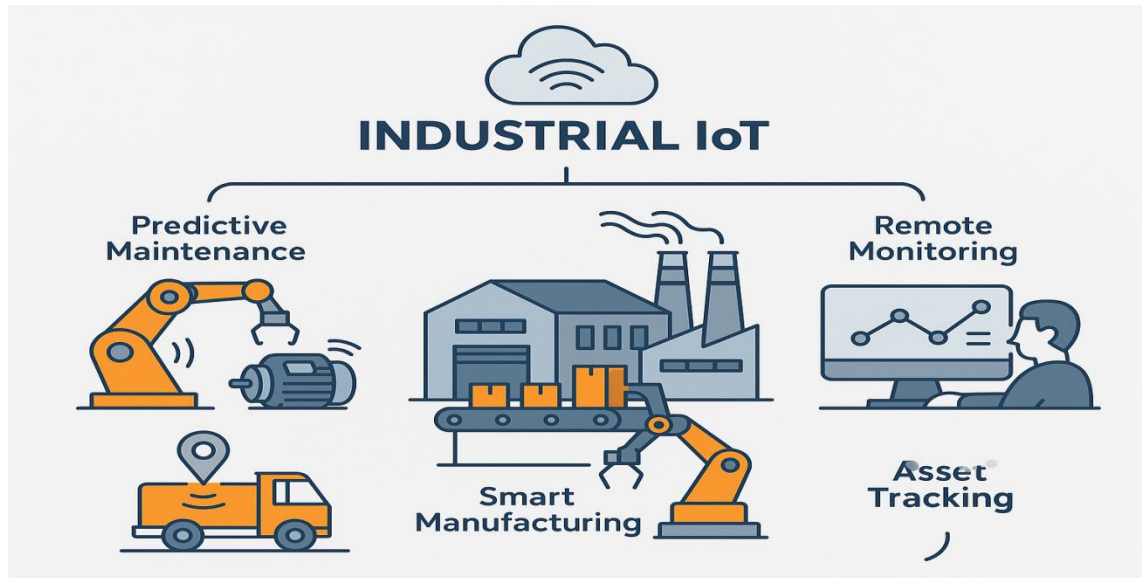 INDUSTRIAL IoT
Predictive
Maintenance
Remote
Monitoring
Smart
Manufacturing
Asset
Tracking